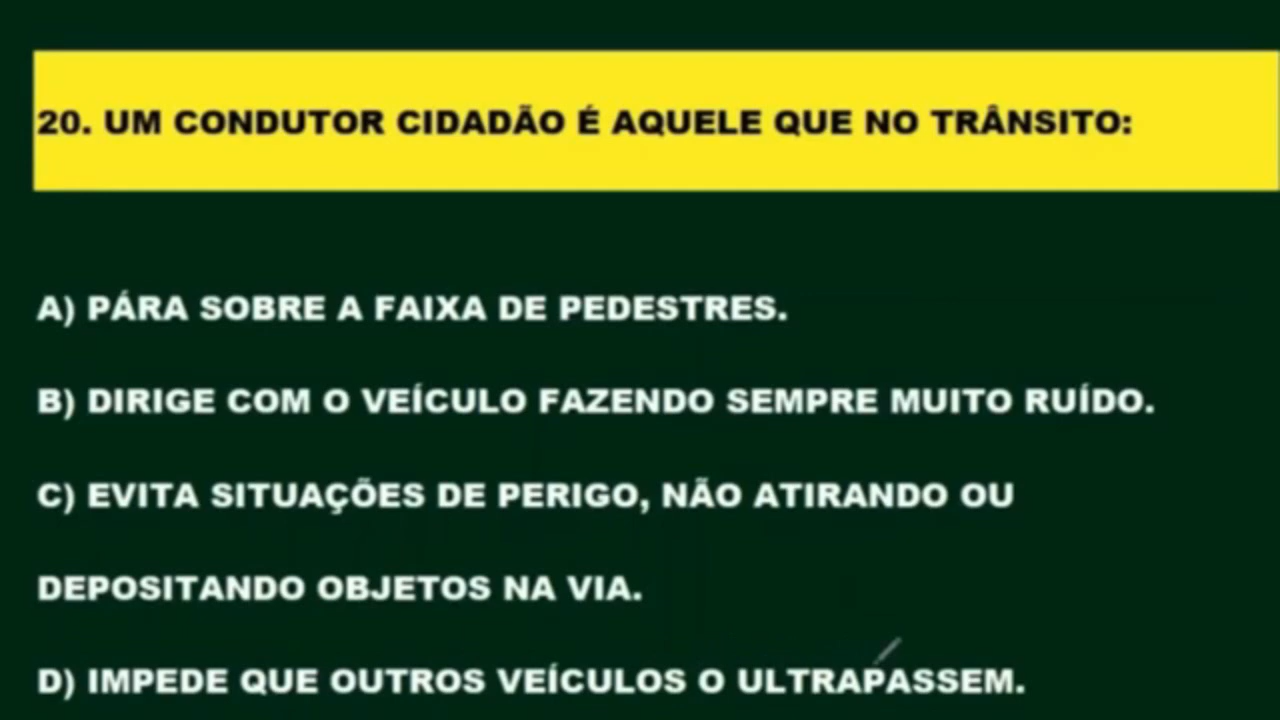 20. UM CONDUTOR CIDADÃO É AQUELE QUE NO TRÂNSITO:
A) PÁRA SOBRE A FAIXA DE PEDESTRES.
B) DIRIGE COM O VEÍCULO FAZENDO SEMPRE MUITO RUÍDO.
C) EVITA SITUAÇÕES DE PERIGO, NÃO ATIRANDO OU
DEPOSITANDO OBJETOS NA VIA.
D) IMPEDE QUE OUTROS VEÍCULOS O ULTRAPASSEM.